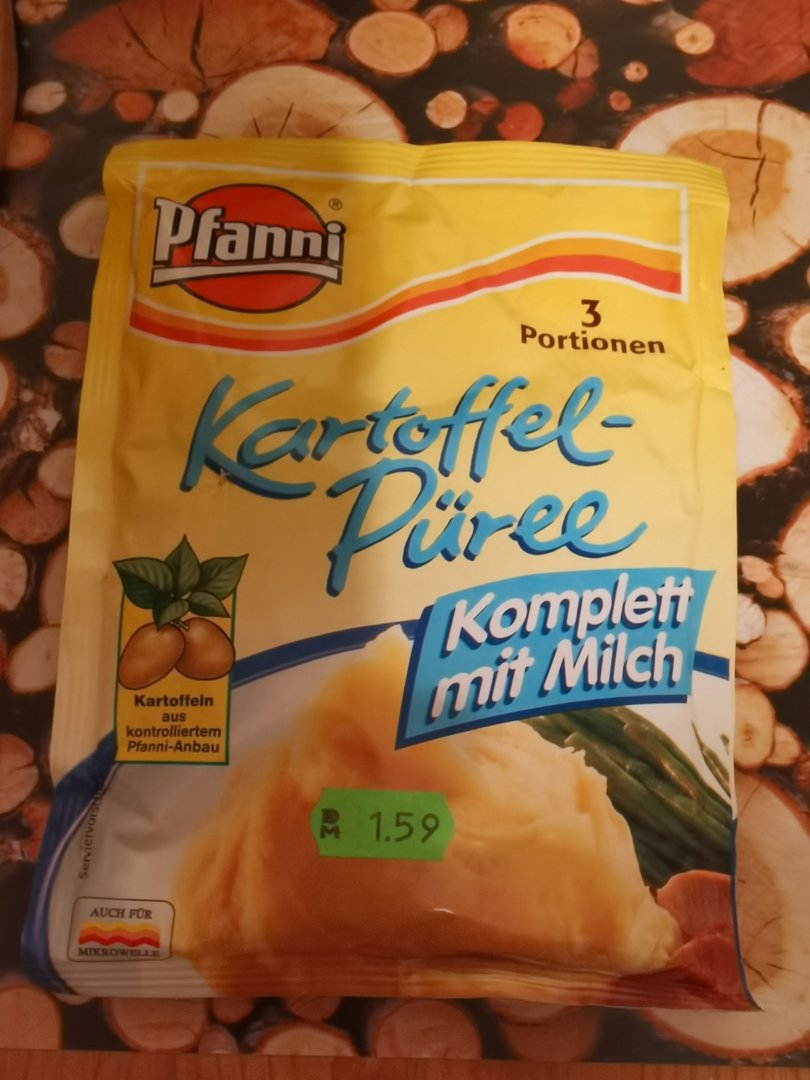 Pfanni®
3
Portionen
Kartoffel-
Püree
Komplett
mit Milch
Kartoffeln
aus
kontrolliertem
Pfanni-Anbau
DM 1.59
AUCH FÜR
MIKROWELLE